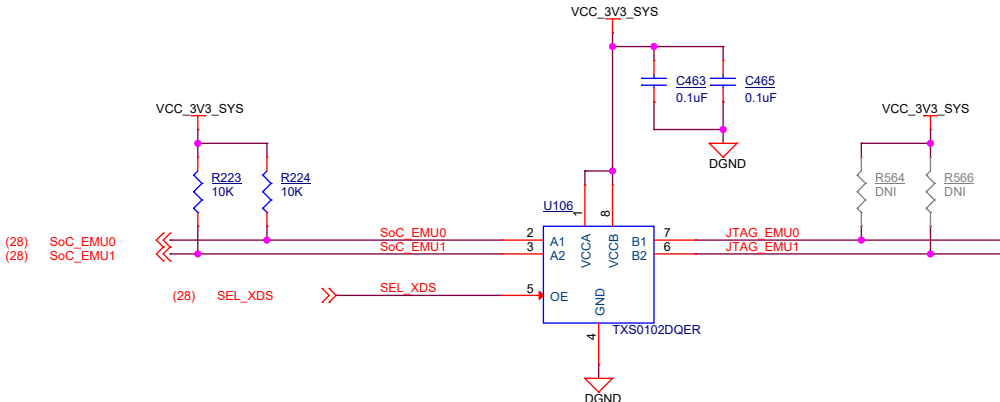 VCC_3V3_SYS
C463
0.1uF
C465
0.1uF
DGND
VCC_3V3_SYS
VCC_3V3_SYS
R223
10K
R224
10K
R564
DNI
R566
DNI
U106
1
8
VCCA
VCCB
(28) SoC_EMU0 SoC_EMU0 2 A1 B1 7 JTAG_EMU0
(28) SoC_EMU1 SoC_EMU1 3 A2 B2 6 JTAG_EMU1
(28) SEL_XDS SEL_XDS 5 OE
GND
TXS0102DQER
4
DGND